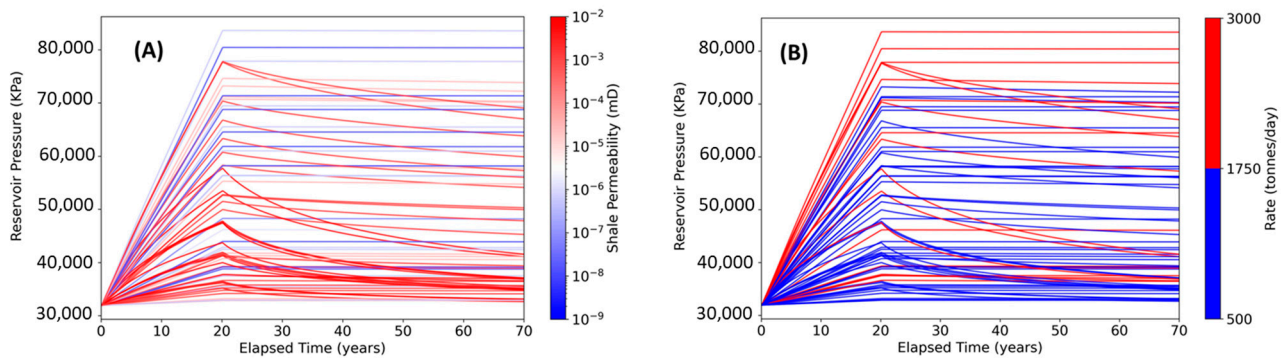 (A)
Reservoir Pressure (KPa)
80,000
70,000
60,000
50,000
40,000
30,000
0 10 20 30 40 50 60 70
Elapsed Time (years)
10⁻²
10⁻³
10⁻⁴
10⁻⁵
10⁻⁶
10⁻⁷
10⁻⁸
10⁻⁹
Shale Permeability (mD)
(B)
Reservoir Pressure (KPa)
80,000
70,000
60,000
50,000
40,000
30,000
0 10 20 30 40 50 60 70
Elapsed Time (years)
3000
1750
500
Rate (tonnes/day)